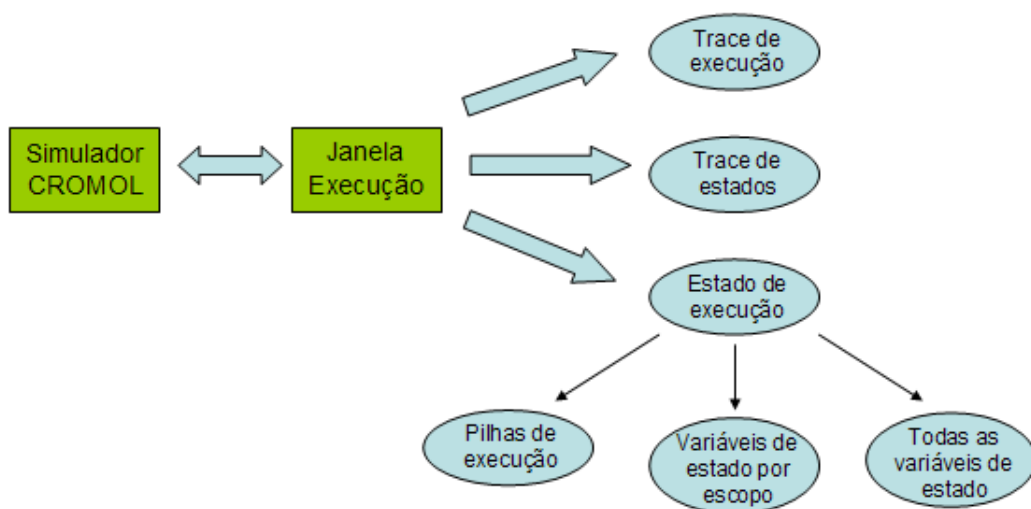 Trace de
execução
Simulador
CROMOL
Janela
Execução
Trace de
estados
Estado de
execução
Pilhas de
execução
Variáveis de
estado por
escopo
Todas as
variáveis de
estado